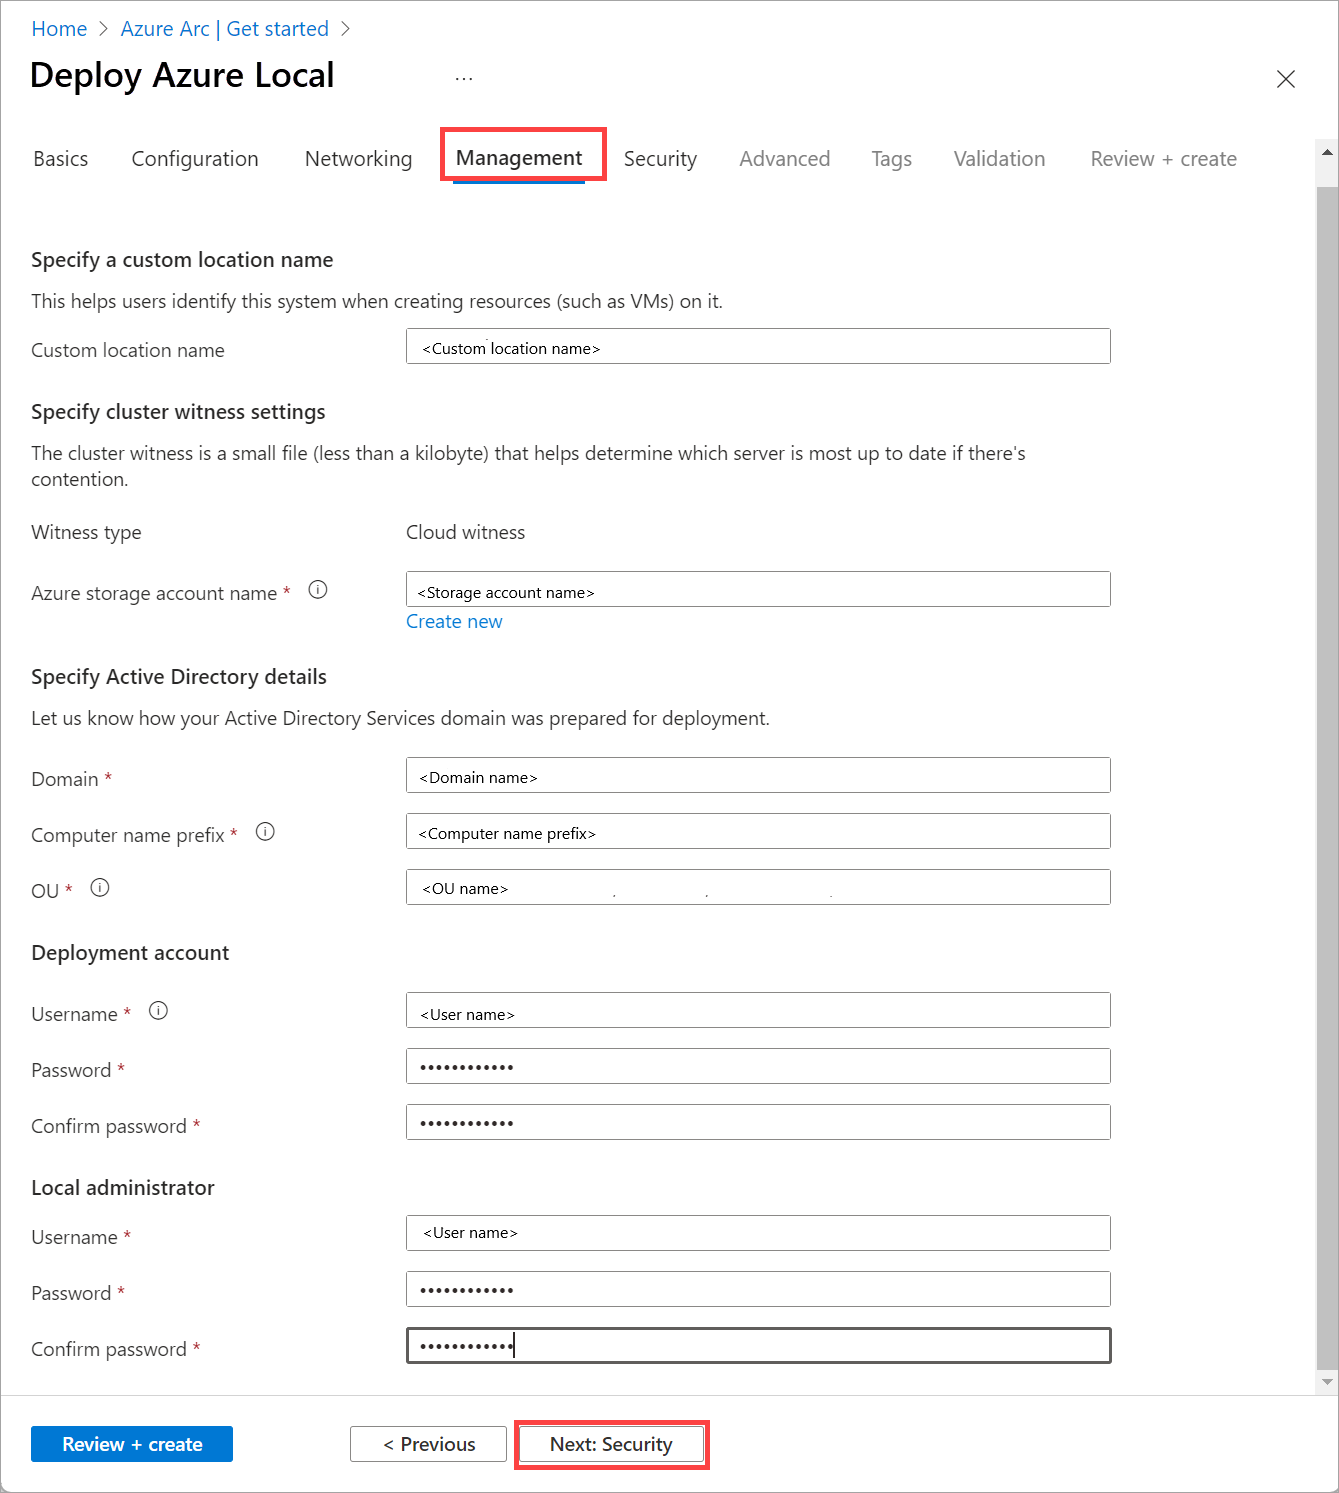 Home > Azure Arc | Get started >
Deploy Azure Local ...
Basics Configuration Networking Management Security Advanced Tags Validation Review + create
Specify a custom location name
This helps users identify this system when creating resources (such as VMs) on it.
Custom location name <Custom location name>
Specify cluster witness settings
The cluster witness is a small file (less than a kilobyte) that helps determine which server is most up to date if there's
contention.
Witness type Cloud witness
Azure storage account name * <Storage account name>
Create new
Specify Active Directory details
Let us know how your Active Directory Services domain was prepared for deployment.
Domain * <Domain name>
Computer name prefix * <Computer name prefix>
OU * <OU name>
Deployment account
Username * <User name>
Password * ••••••••••••
Confirm password * ••••••••••••
Local administrator
Username * <User name>
Password * ••••••••••••
Confirm password * ••••••••••••
Review + create < Previous Next: Security